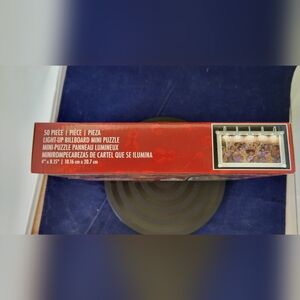 50 PIECE | PIÈCE | PIEZA
LIGHT-UP BILLBOARD MINI PUZZLE
MINI-PUZZLE PANNEAU LUMINEUX
MINIROMPECABEZAS DE CARTEL QUE SE ILUMINA
4" x 8.15" | 10.16 cm x 20.7 cm